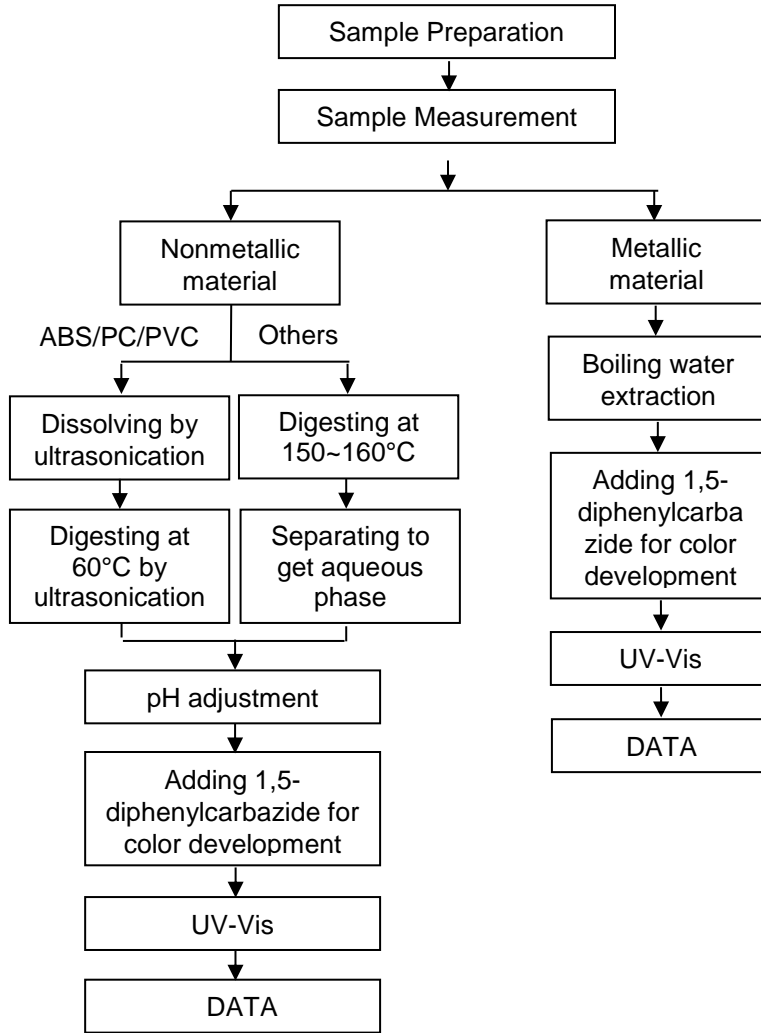 Sample Preparation
Sample Measurement
Nonmetallic
material
Metallic
material
ABS/PC/PVC
Others
Boiling water
extraction
Dissolving by
ultrasonication
Digesting at
150~160°C
Adding 1,5-
diphenylcarba
zide for color
development
Digesting at
60°C by
ultrasonication
Separating to
get aqueous
phase
UV-Vis
pH adjustment
DATA
Adding 1,5-
diphenylcarbazide for
color development
UV-Vis
DATA